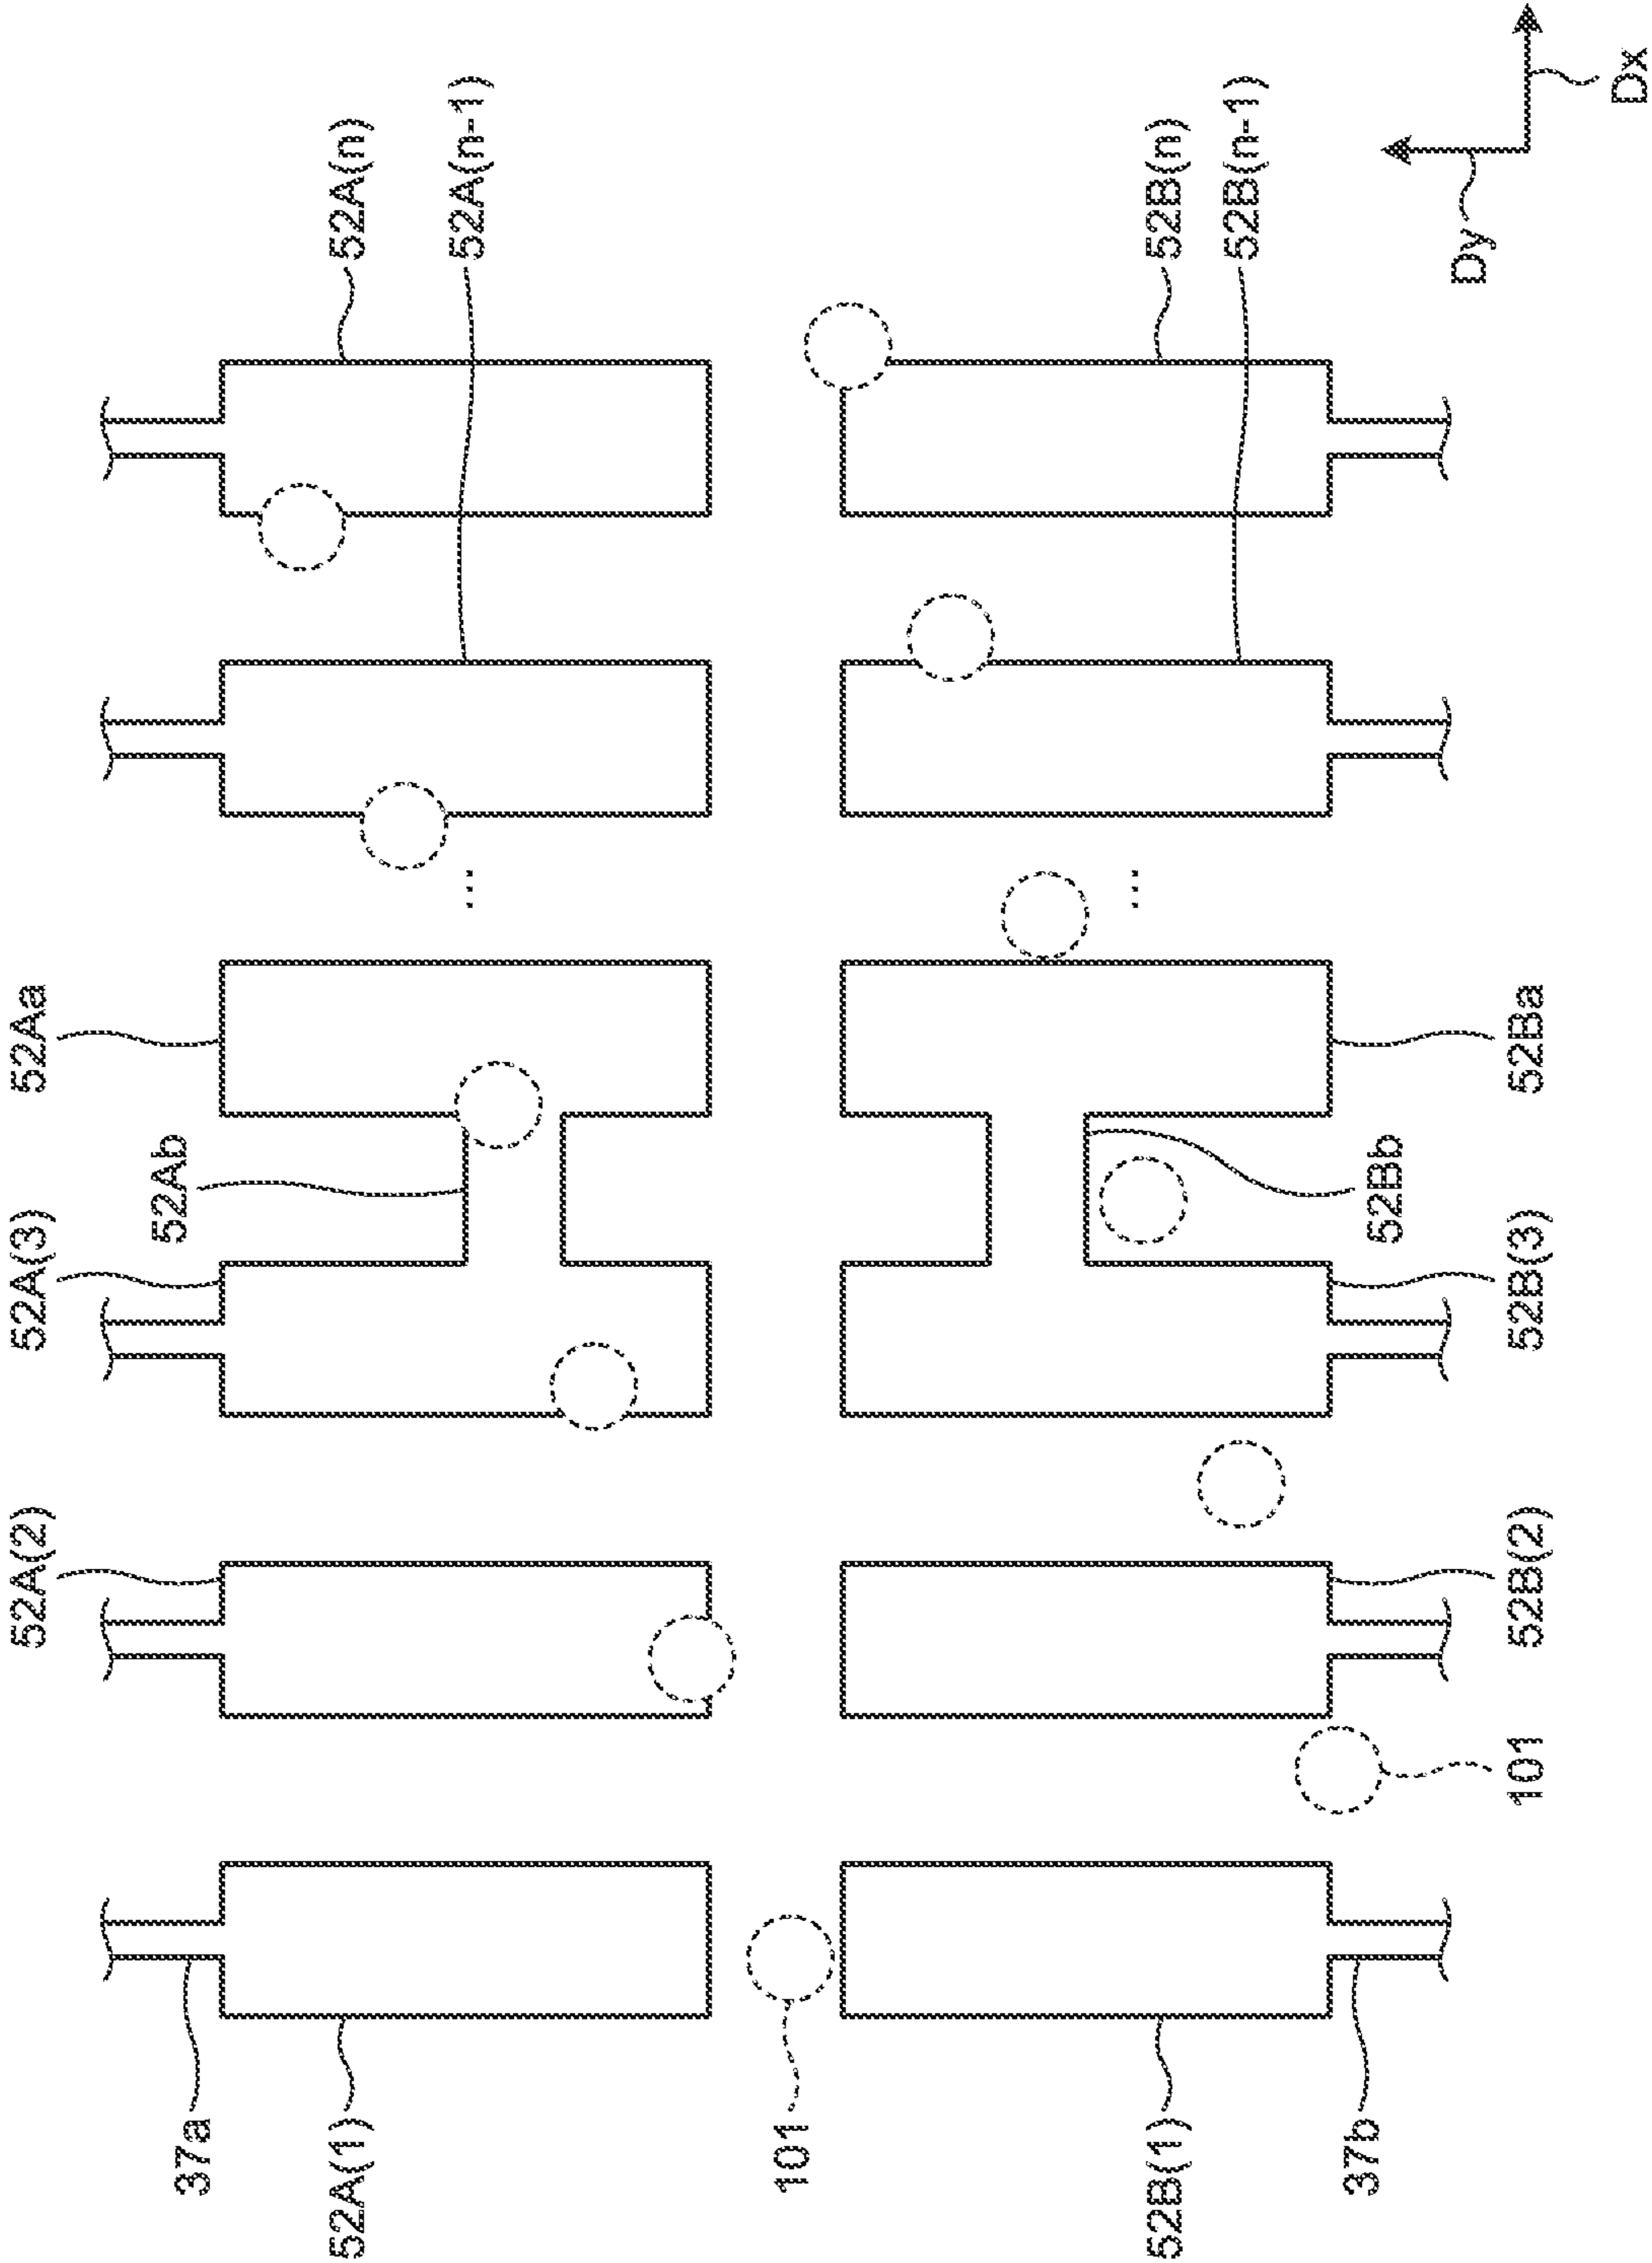 52A(2) 52A(3) 52Aa
52Ab
37a
52A(1) 52A(n)
... 52A(n-1)
101
...
52B(1) 52B(n)
52B(n-1)
37b 52Bb
Dy
101 52B(2) 52B(3) 52Ba
Dx